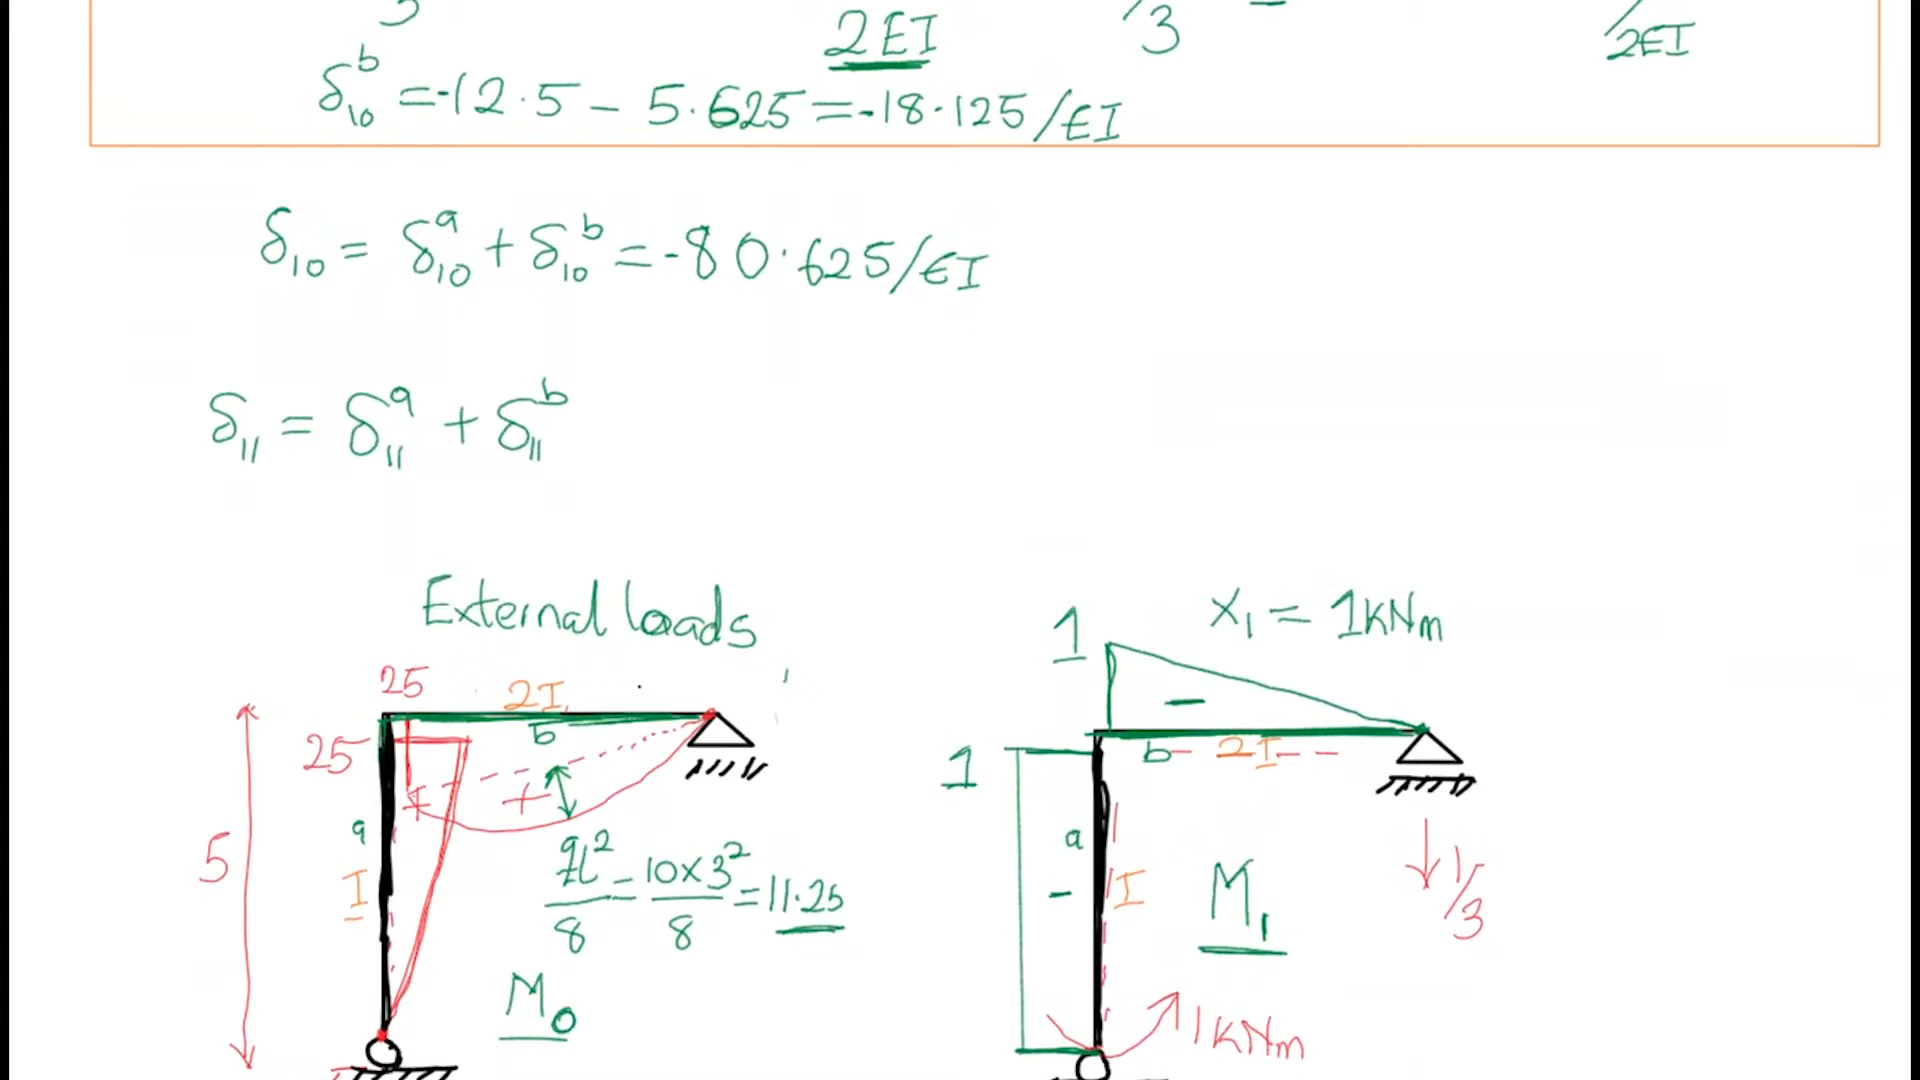 2EI
/3
/2EI
δ₁₀ᵇ = -12.5 - 5.625 = -18.125/EI
δ₁₀ = δ₁₀ᵃ + δ₁₀ᵇ = -80.625/EI
δ₁₁ = δ₁₁ᵃ + δ₁₁ᵇ
External loads
X₁ = 1kNm
1
25
2I
b
25
+
+
1
b
2I
−
5
a
I
qL²/8 = 10×3²/8 = 11.25
M₀
a
−
I
M₁
1/3
1kNm